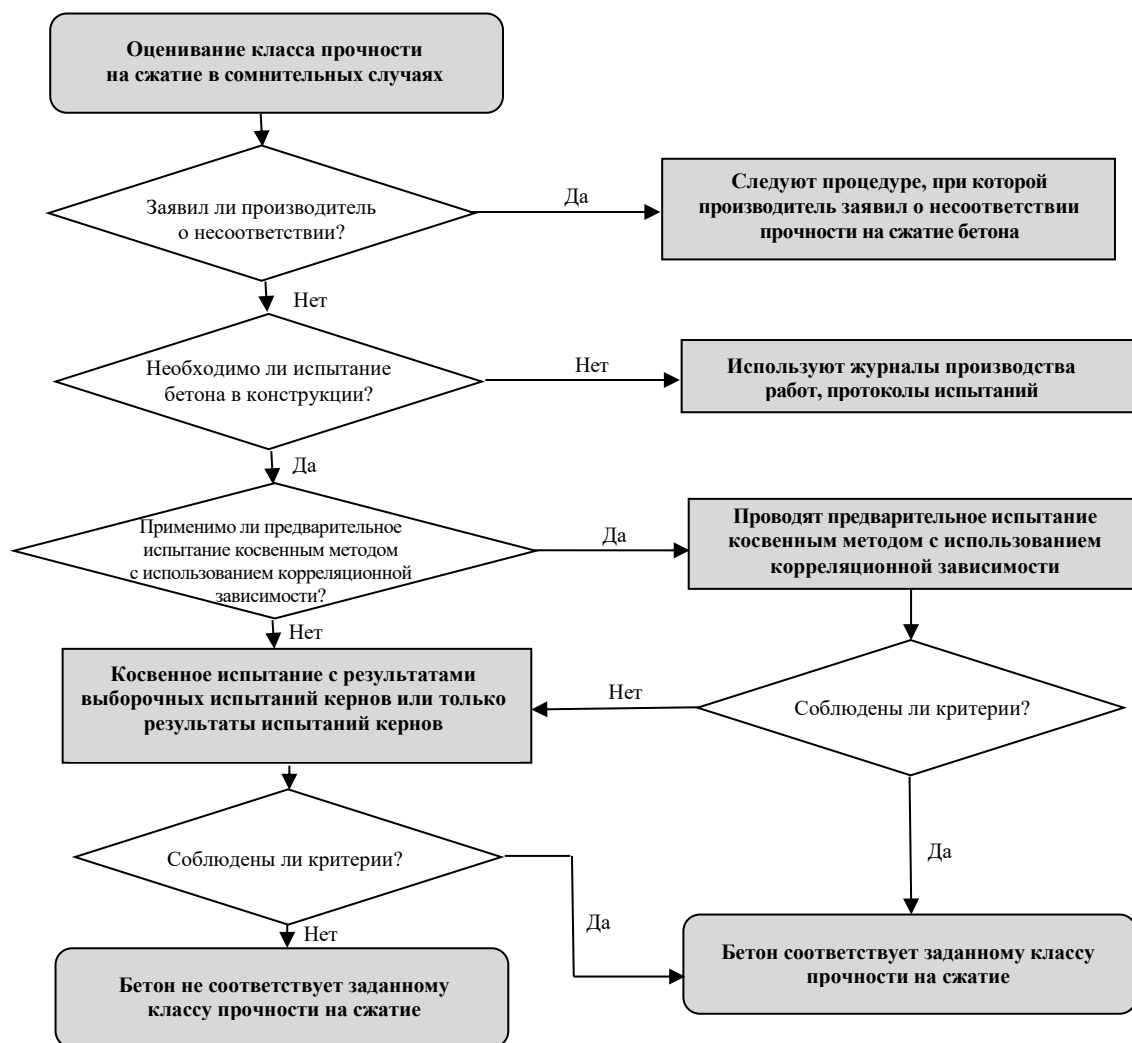 Оценивание класса прочности
на сжатие в сомнительных случаях
Заявил ли производитель
о несоответствии?
Да
Следуют процедуре, при которой
производитель заявил о несоответствии
прочности на сжатие бетона
Нет
Необходимо ли испытание
бетона в конструкции?
Нет
Используют журналы производства
работ, протоколы испытаний
Да
Применимо ли предварительное
испытание косвенным методом
с использованием корреляционной
зависимости?
Да
Проводят предварительное испытание
косвенным методом с использованием
корреляционной зависимости
Нет
Косвенное испытание с результатами
выборочных испытаний кернов или только
результаты испытаний кернов
Нет
Соблюдены ли критерии?
Соблюдены ли критерии?
Да
Да
Нет
Бетон соответствует заданному классу
прочности на сжатие
Бетон не соответствует заданному
классу прочности на сжатие